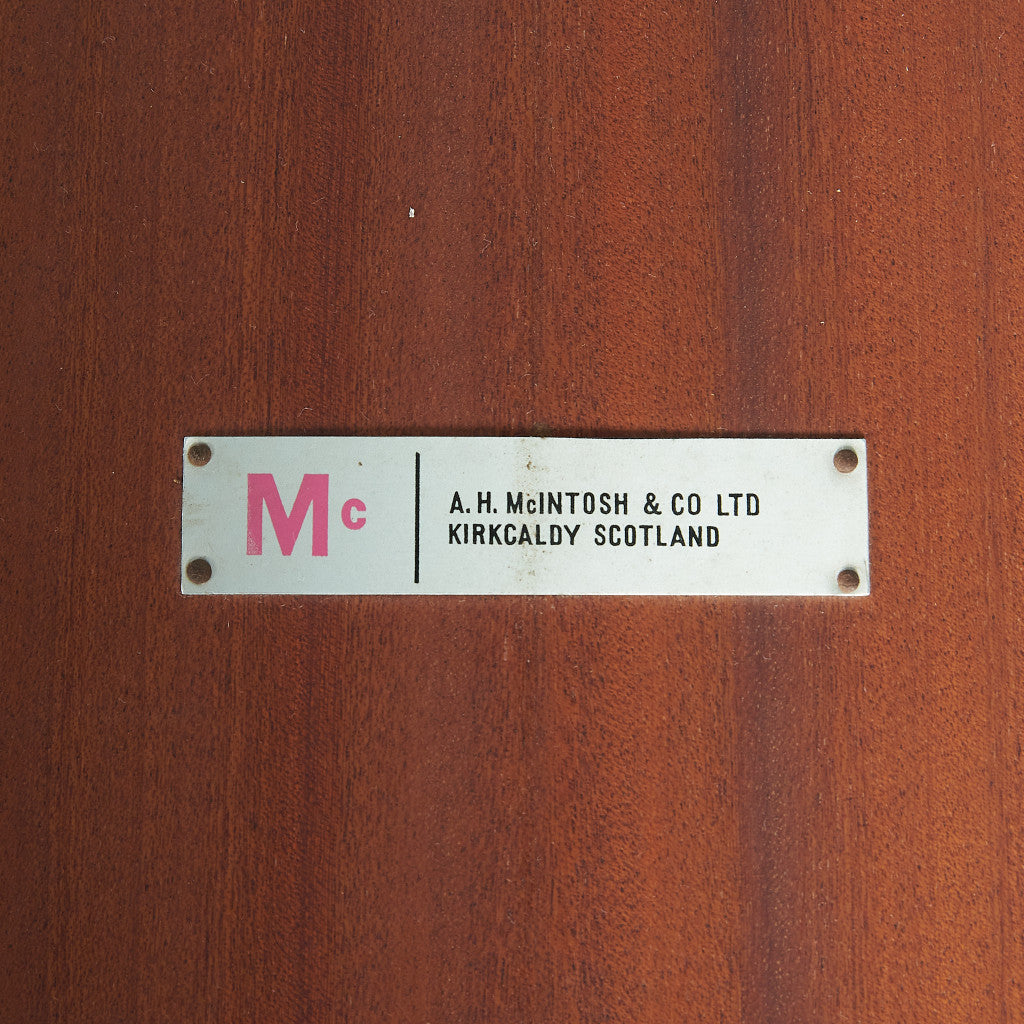 Mc
A. H. McINTOSH & CO LTD
KIRKCALDY SCOTLAND